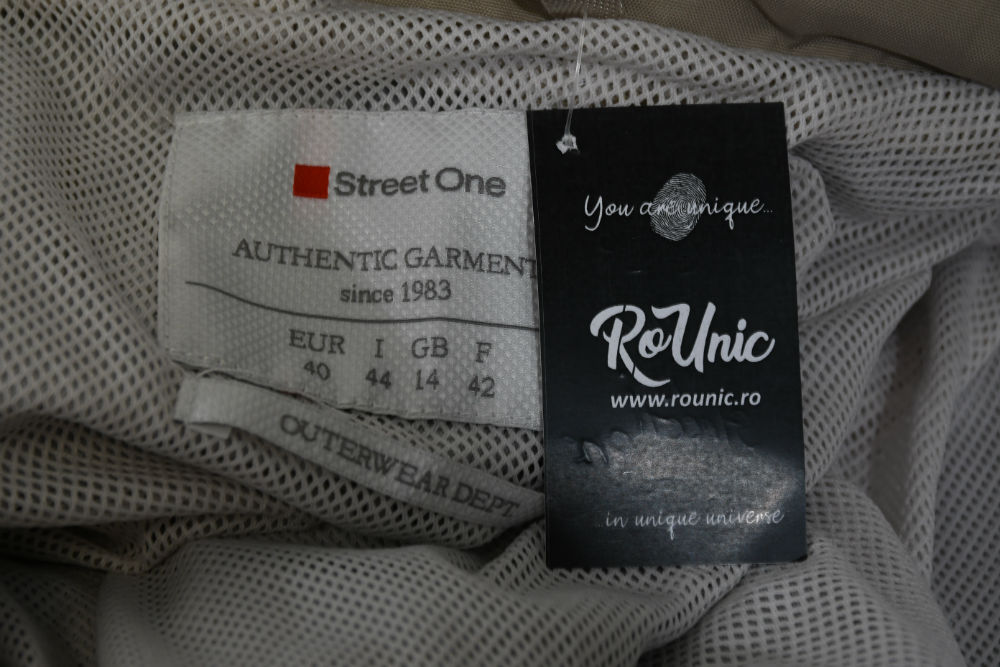 Street One
AUTHENTIC GARMENT
since 1983
EUR I GB F
40 44 14 42
OUTERWEAR DEPT.
You are unique...
RoUnic
www.rounic.ro
...in unique universe